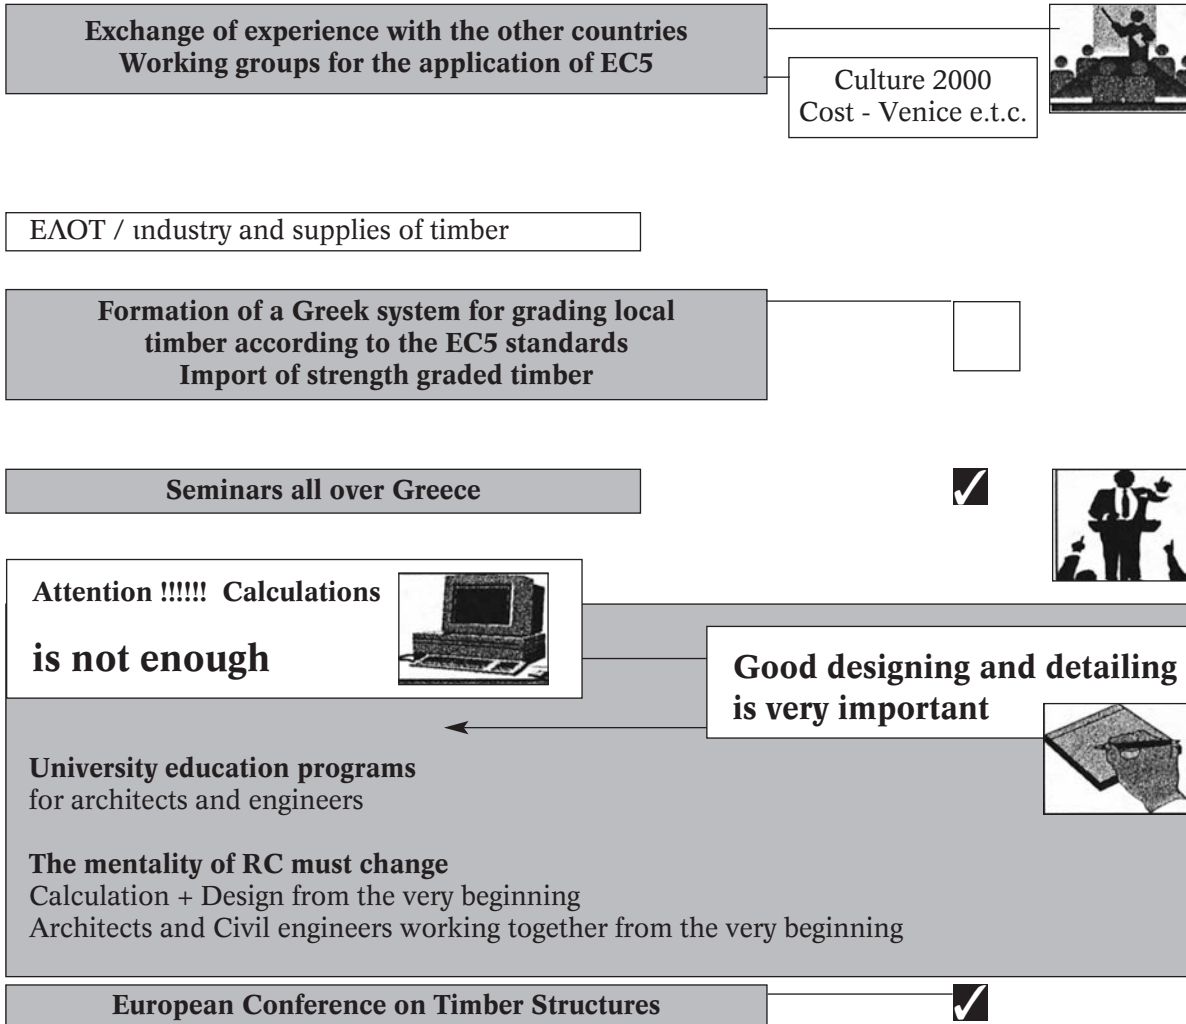 Exchange of experience with the other countries
Working groups for the application of EC5
Culture 2000
Cost - Venice e.t.c.
ΕΛΟΤ / ındustry and supplies of timber
Formation of a Greek system for grading local
timber according to the EC5 standards
Import of strength graded timber
Seminars all over Greece
Attention !!!!!! Calculations
is not enough
Good designing and detailing
is very important
University education programs
for architects and engineers
The mentality of RC must change
Calculation + Design from the very beginning
Architects and Civil engineers working together from the very beginning
European Conference on Timber Structures